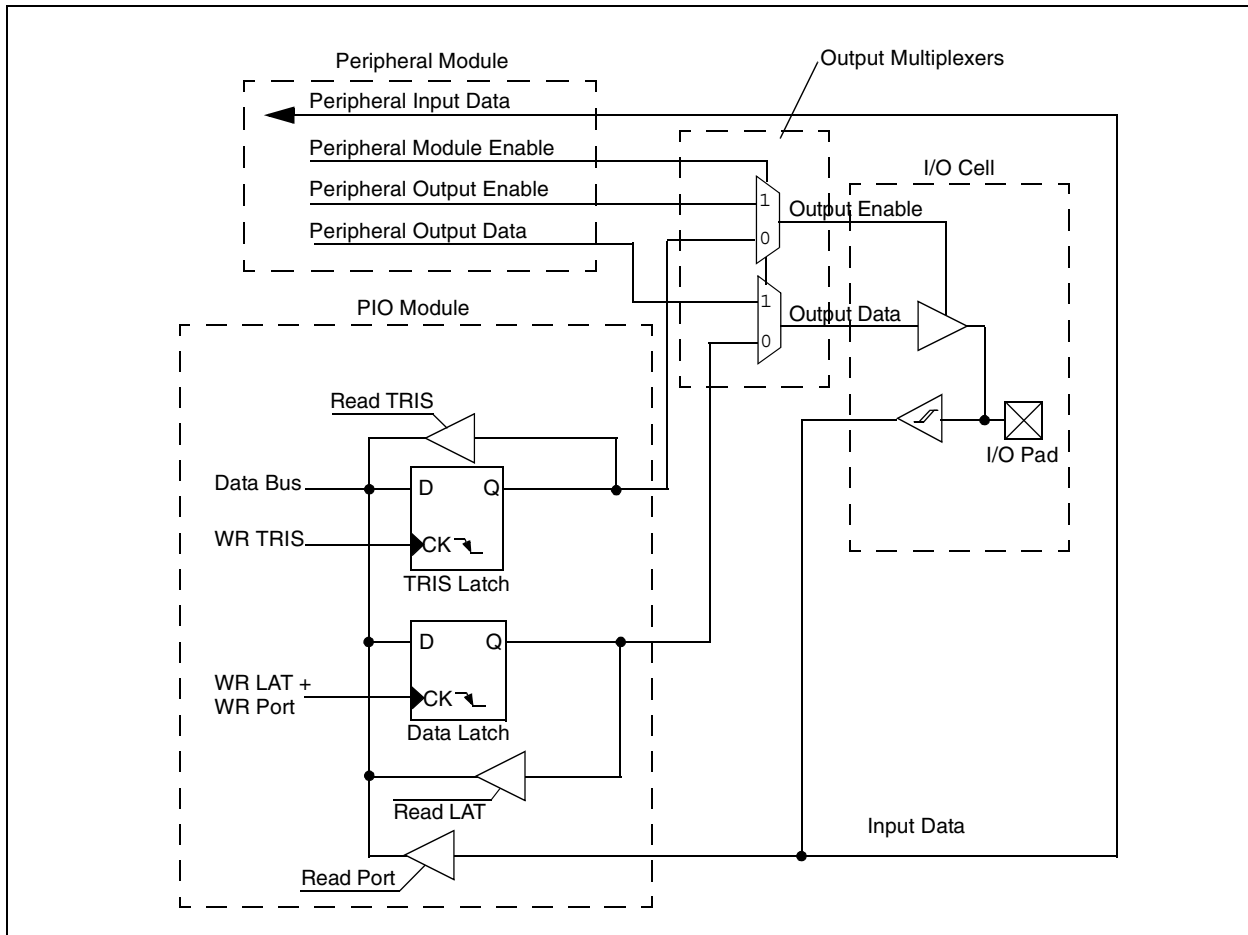 Peripheral Module
Output Multiplexers
Peripheral Input Data
Peripheral Module Enable
Peripheral Output Enable
Peripheral Output Data
I/O Cell
1
0
Output Enable
1
0
Output Data
I/O Pad
PIO Module
Read TRIS
Data Bus
D
Q
WR TRIS
CK
TRIS Latch
D
Q
WR LAT +
WR Port
CK
Data Latch
Read LAT
Read Port
Input Data